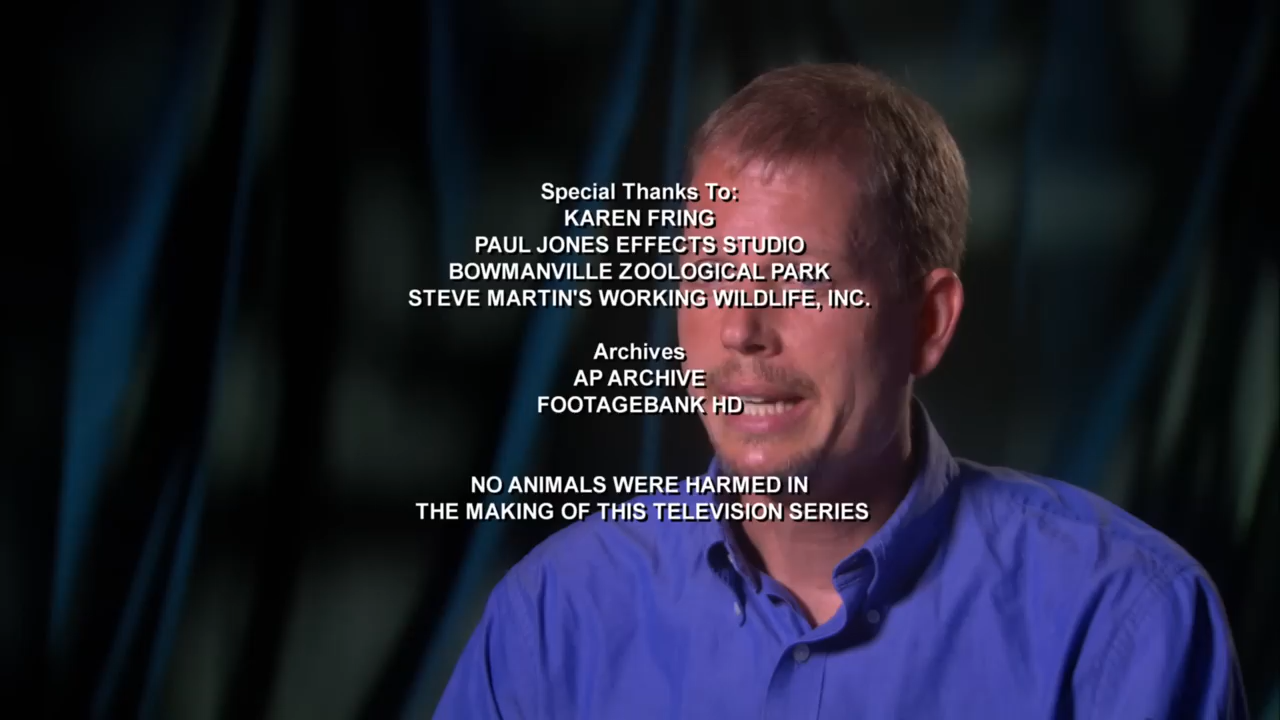 Special Thanks To:
KAREN FRING
PAUL JONES EFFECTS STUDIO
BOWMANVILLE ZOOLOGICAL PARK
STEVE MARTIN'S WORKING WILDLIFE, INC.
Archives
AP ARCHIVE
FOOTAGEBANK HD
NO ANIMALS WERE HARMED IN
THE MAKING OF THIS TELEVISION SERIES